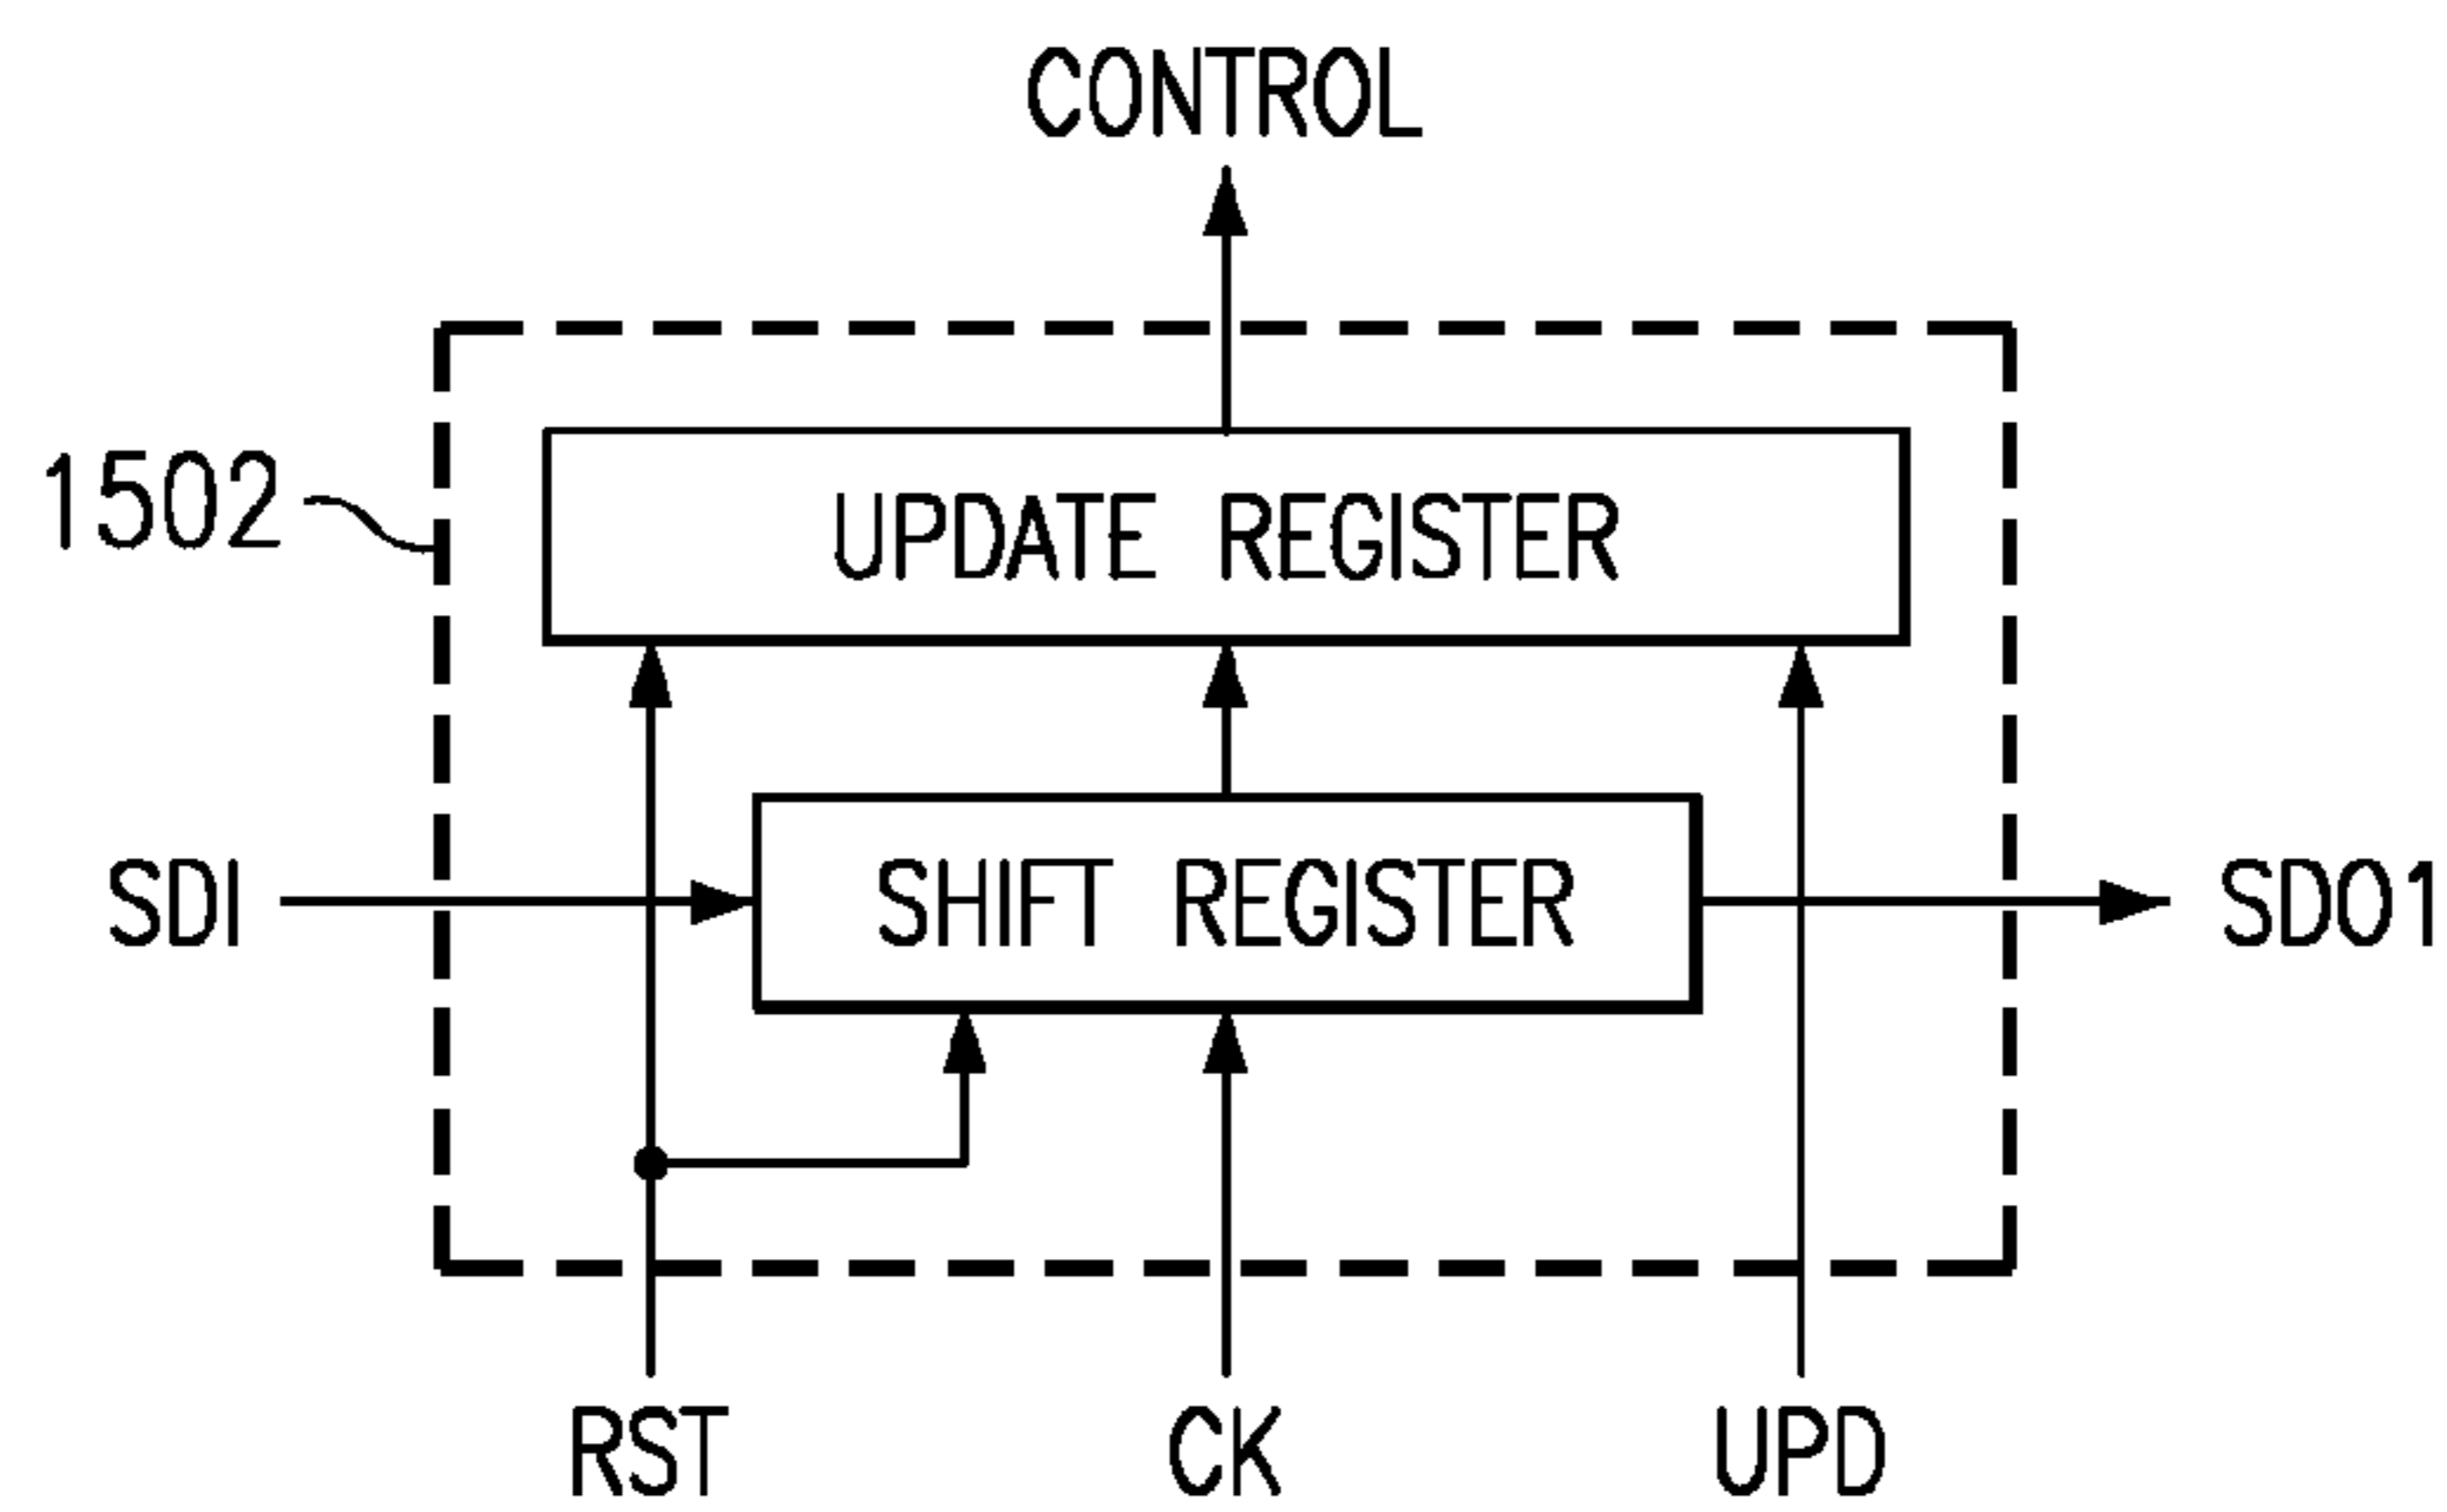 CONTROL
1502
UPDATE REGISTER
SDI
SHIFT REGISTER
SDO1
RST
CK
UPD